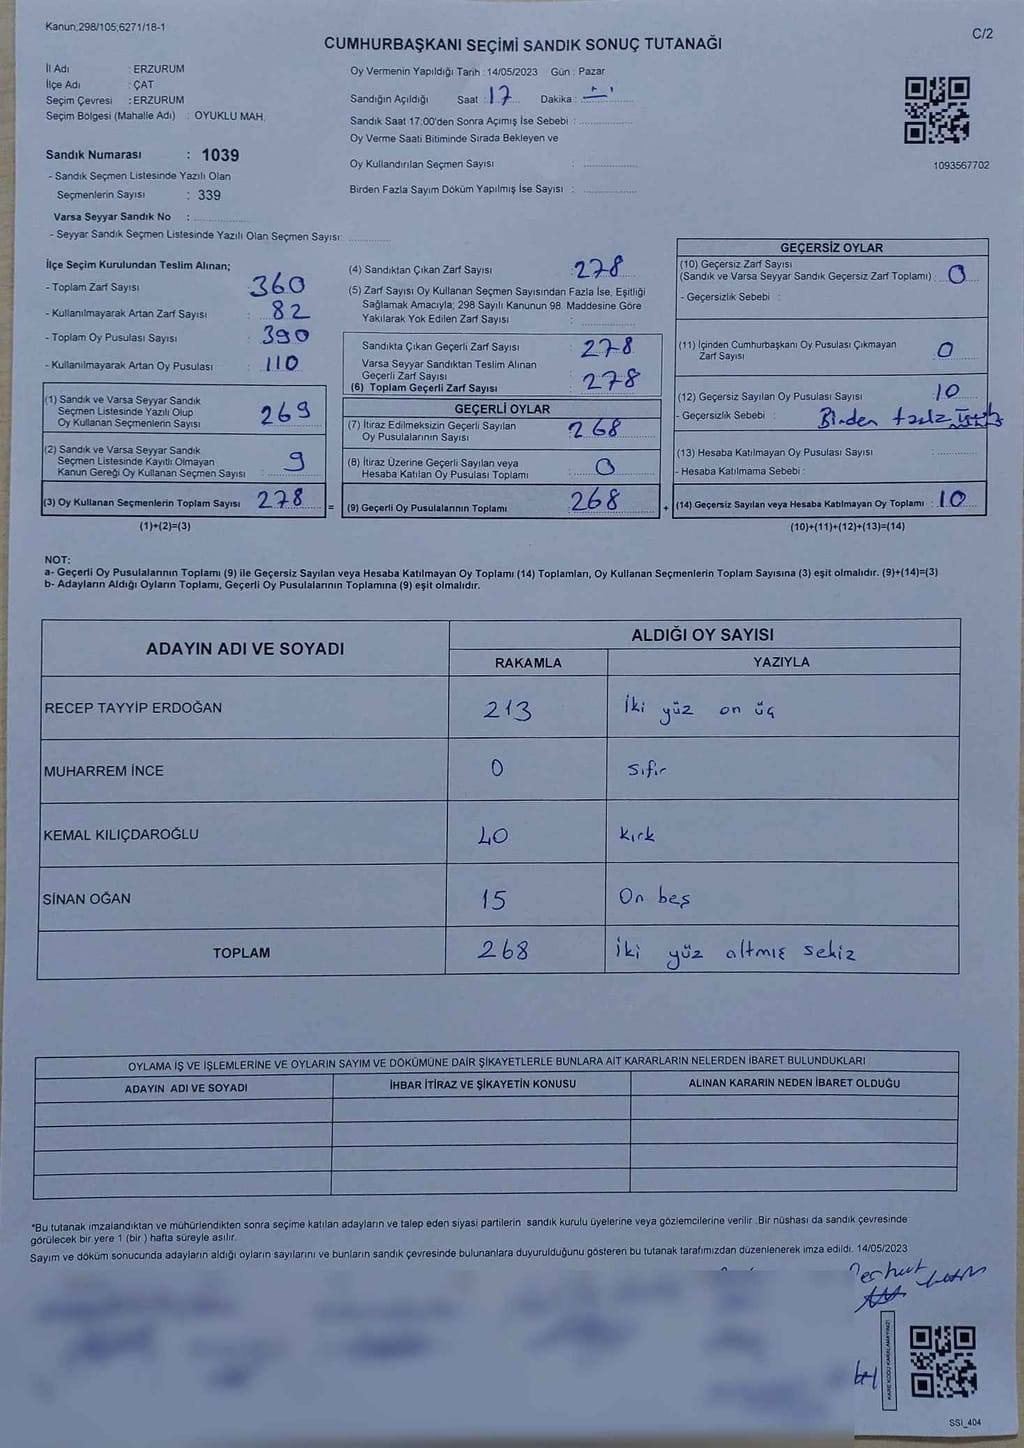 Kanun;298/105;6271/18-1
C/2
CUMHURBAŞKANI SEÇİMİ SANDIK SONUÇ TUTANAĞI
İl Adı : ERZURUM
İlçe Adı : ÇAT
Seçim Çevresi : ERZURUM
Seçim Bölgesi (Mahalle Adı) : OYUKLU MAH.
Sandık Numarası : 1039
- Sandık Seçmen Listesinde Yazılı Olan
Seçmenlerin Sayısı : 339
Varsa Seyyar Sandık No :
- Seyyar Sandık Seçmen Listesinde Yazılı Olan Seçmen Sayısı:
Oy Vermenin Yapıldığı Tarih : 14/05/2023 Gün : Pazar
Sandığın Açıldığı Saat : 17 Dakika :
Sandık Saat 17:00'den Sonra Açımış İse Sebebi :
Oy Verme Saati Bitiminde Sırada Bekleyen ve
Oy Kullandırılan Seçmen Sayısı :
Birden Fazla Sayım Döküm Yapılmış İse Sayısı :
1093567702
İlçe Seçim Kurulundan Teslim Alınan;
- Toplam Zarf Sayısı : 360
- Kullanılmayarak Artan Zarf Sayısı : 82
- Toplam Oy Pusulası Sayısı : 390
- Kullanılmayarak Artan Oy Pusulası : 110
(1) Sandık ve Varsa Seyyar Sandık
Seçmen Listesinde Yazılı Olup
Oy Kullanan Seçmenlerin Sayısı : 269
(2) Sandık ve Varsa Seyyar Sandık
Seçmen Listesinde Kayıtlı Olmayan
Kanun Gereği Oy Kullanan Seçmen Sayısı : 9
(3) Oy Kullanan Seçmenlerin Toplam Sayısı : 278
(1)+(2)=(3)
=
(4) Sandıktan Çıkan Zarf Sayısı : 278
(5) Zarf Sayısı Oy Kullanan Seçmen Sayısından Fazla İse, Eşitliği
Sağlamak Amacıyla; 298 Sayılı Kanunun 98. Maddesine Göre
Yakılarak Yok Edilen Zarf Sayısı :
Sandıkta Çıkan Geçerli Zarf Sayısı : 278
Varsa Seyyar Sandıktan Teslim Alınan
Geçerli Zarf Sayısı
(6) Toplam Geçerli Zarf Sayısı : 278
GEÇERLİ OYLAR
(7) İtiraz Edilmeksizin Geçerli Sayılan
Oy Pusulalarının Sayısı : 268
(8) İtiraz Üzerine Geçerli Sayılan veya
Hesaba Katılan Oy Pusulaları Toplamı : 0
(9) Geçerli Oy Pusulalarının Toplamı : 268
+
GEÇERSİZ OYLAR
(10) Geçersiz Zarf Sayısı
(Sandık ve Varsa Seyyar Sandık Geçersiz Zarf Toplamı) : 0
- Geçersizlik Sebebi :
(11) İçinden Cumhurbaşkanı Oy Pusulası Çıkmayan
Zarf Sayısı : 0
(12) Geçersiz Sayılan Oy Pusulası Sayısı : 10
- Geçersizlik Sebebi : Birden fazla
(13) Hesaba Katılmayan Oy Pusulası Sayısı :
- Hesaba Katılmama Sebebi :
(14) Geçersiz Sayılan veya Hesaba Katılmayan Oy Toplamı : 10
(10)+(11)+(12)+(13)=(14)
NOT:
a- Geçerli Oy Pusulalarının Toplamı (9) ile Geçersiz Sayılan veya Hesaba Katılmayan Oy Toplamı (14) Toplamları, Oy Kullanan Seçmenlerin Toplam Sayısına (3) eşit olmalıdır. (9)+(14)=(3)
b- Adayların Aldığı Oyların Toplamı, Geçerli Oy Pusulalarının Toplamına (9) eşit olmalıdır.
ADAYIN ADI VE SOYADI
ALDIĞI OY SAYISI
RAKAMLA YAZIYLA
RECEP TAYYİP ERDOĞAN 213 İki yüz on üç
MUHARREM İNCE 0 Sıfır
KEMAL KILIÇDAROĞLU 40 Kırk
SİNAN OĞAN 15 On beş
TOPLAM 268 İki yüz altmış sekiz
OYLAMA İŞ VE İŞLEMLERİNE VE OYLARIN SAYIM VE DÖKÜMÜNE DAİR ŞİKAYETLERLE BUNLARA AİT KARARLARIN NELERDEN İBARET BULUNDUKLARI
ADAYIN ADI VE SOYADI İHBAR İTİRAZ VE ŞİKAYETİN KONUSU ALINAN KARARIN NEDEN İBARET OLDUĞU
*Bu tutanak imzalandıktan ve mühürlendikten sonra seçime katılan adayların ve talep eden siyasi partilerin sandık kurulu üyelerine veya gözlemcilerine verilir .Bir nüshası da sandık çevresinde
görülecek bir yere 1 (bir ) hafta süreyle asılır.
Sayım ve döküm sonucunda adayların aldığı oyların sayılarını ve bunların sandık çevresinde bulunanlara duyurulduğunu gösteren bu tutanak tarafımızdan düzenlenerek imza edildi. 14/05/2023
KARE KODU KARALAMAYINIZ!
SSI_404